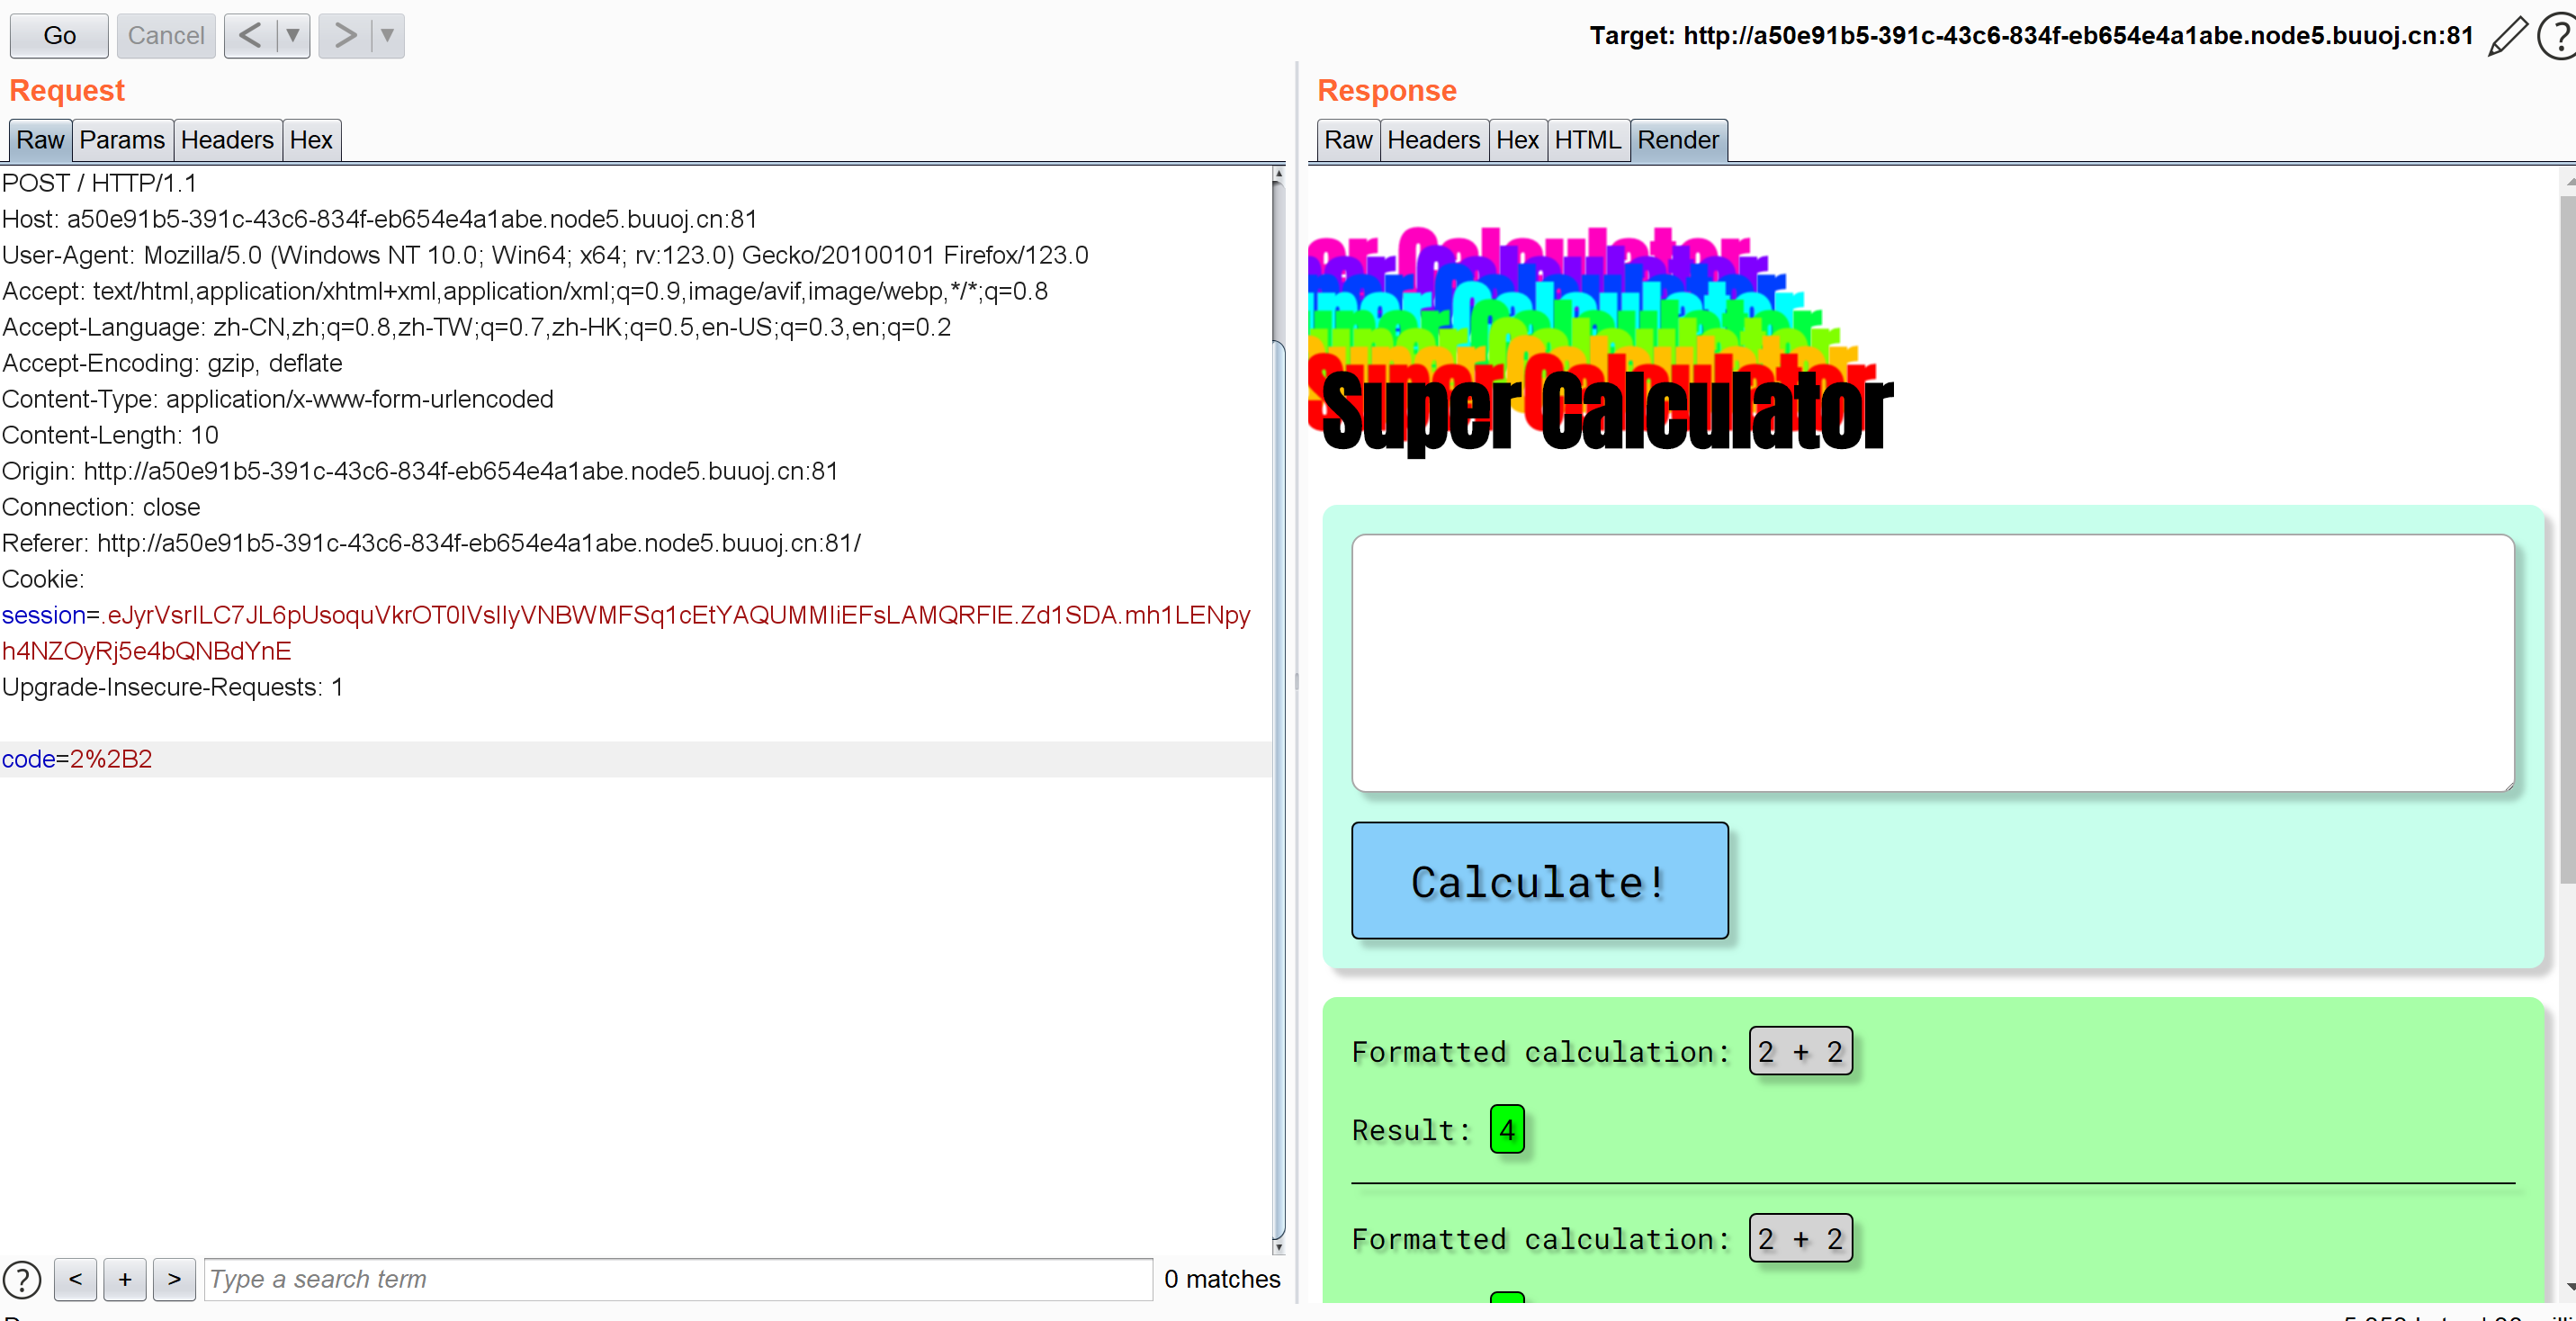 Go Cancel < ▼ > ▼ Target: http://a50e91b5-391c-43c6-834f-eb654e4a1abe.node5.buuoj.cn:81 ?
Request
Raw Params Headers Hex
POST / HTTP/1.1
Host: a50e91b5-391c-43c6-834f-eb654e4a1abe.node5.buuoj.cn:81
User-Agent: Mozilla/5.0 (Windows NT 10.0; Win64; x64; rv:123.0) Gecko/20100101 Firefox/123.0
Accept: text/html,application/xhtml+xml,application/xml;q=0.9,image/avif,image/webp,*/*;q=0.8
Accept-Language: zh-CN,zh;q=0.8,zh-TW;q=0.7,zh-HK;q=0.5,en-US;q=0.3,en;q=0.2
Accept-Encoding: gzip, deflate
Content-Type: application/x-www-form-urlencoded
Content-Length: 10
Origin: http://a50e91b5-391c-43c6-834f-eb654e4a1abe.node5.buuoj.cn:81
Connection: close
Referer: http://a50e91b5-391c-43c6-834f-eb654e4a1abe.node5.buuoj.cn:81/
Cookie:
session=.eJyrVsrILC7JL6pUsoquVkrOT0lVslIyVNBWMFSq1cEtYAQUMMIiEFsLAMQRFlE.Zd1SDA.mh1LENpy
h4NZOyRj5e4bQNBdYnE
Upgrade-Insecure-Requests: 1
code=2%2B2
? < + > Type a search term 0 matches
Response
Raw Headers Hex HTML Render
Super Calculator
Calculate!
Formatted calculation: 2 + 2
Result: 4
Formatted calculation: 2 + 2